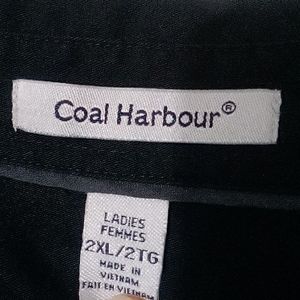 Coal Harbour®
LADIES
FEMMES
2XL/2TG
MADE IN
VIETNAM
FAIT EN VIETNAM